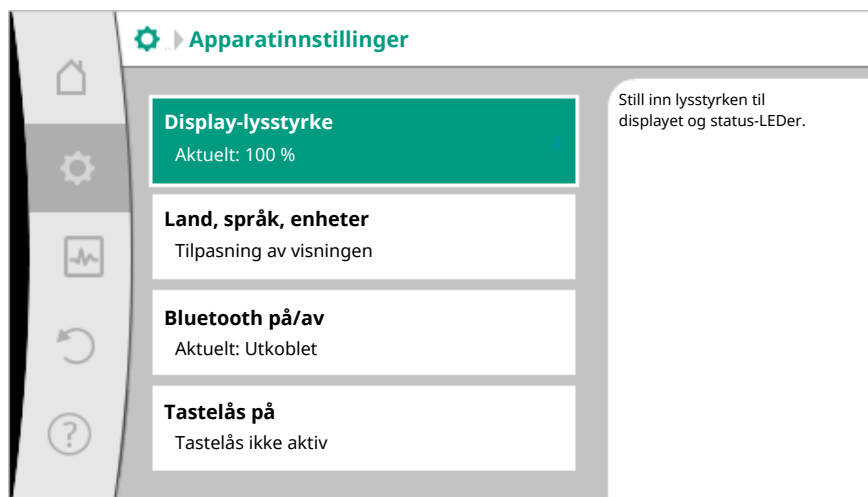 Apparatinnstillinger
Display-lysstyrke
Aktuelt: 100 %
Land, språk, enheter
Tilpasning av visningen
Bluetooth på/av
Aktuelt: Utkoblet
Tastelås på
Tastelås ikke aktiv
Still inn lysstyrken til
displayet og status-LEDer.